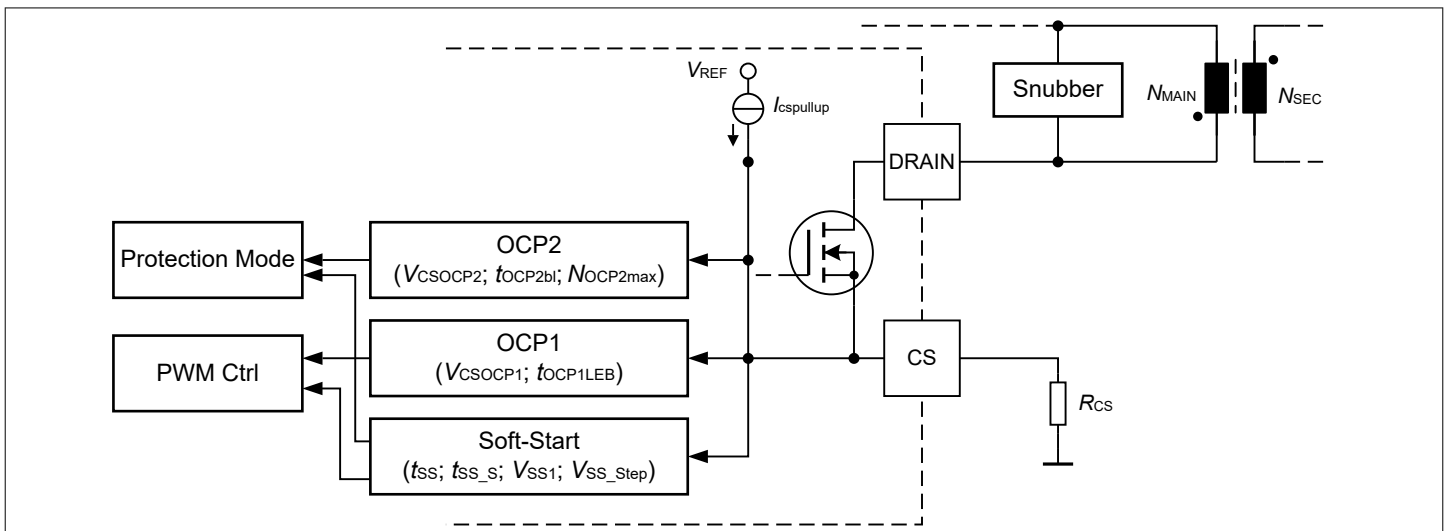 VREF
Icspullup
Snubber
NMAIN
NSEC
DRAIN
Protection Mode
OCP2
(VCSOCP2; tOCP2bl; NOCP2max)
PWM Ctrl
OCP1
(VCSOCP1; tOCP1LEB)
CS
RCS
Soft-Start
(tSS; tSS_S; VSS1; VSS_Step)